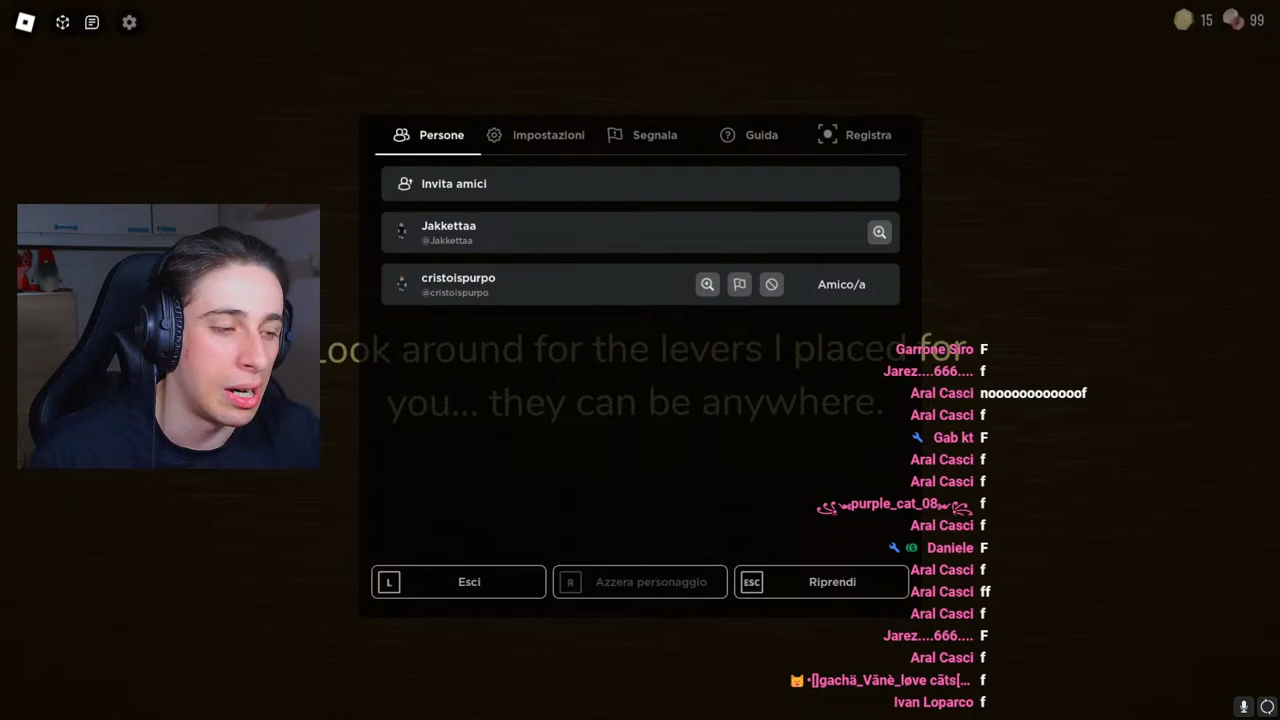 15 99
Persone Impostazioni Segnala Guida Registra
Invita amici
Jakkettaa
@Jakkettaa
cristoispurpo
@cristoispurpo
Amico/a
Look around for the levers I placed for
you... they can be anywhere.
L Esci R Azzera personaggio ESC Riprendi
Garrone Siro F
Jarez....666.... f
Aral Casci nooooooooooof
Aral Casci f
Gab kt F
Aral Casci f
Aral Casci f
purple_cat_08 f
Aral Casci f
Daniele F
Aral Casci f
Aral Casci ff
Aral Casci f
Jarez....666.... F
Aral Casci f
•[]gachä_Vānè_løve cãts[... f
Ivan Loparco f